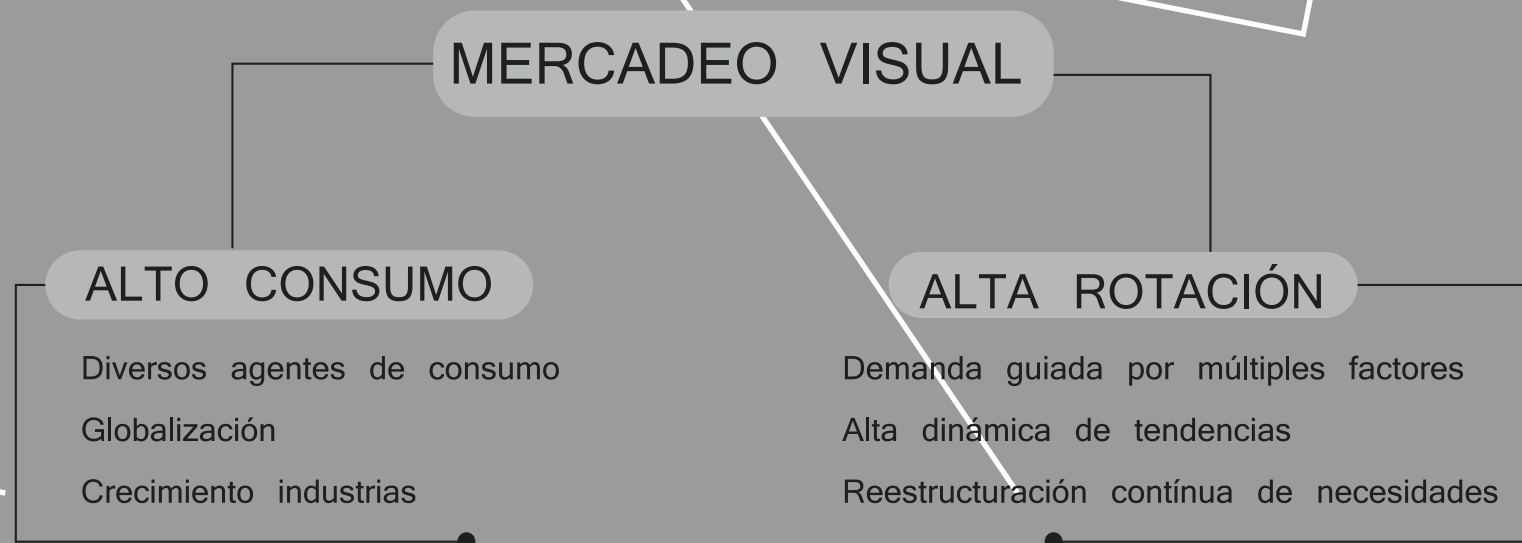 MERCADEO VISUAL
ALTO CONSUMO
Diversos agentes de consumo
Globalización
Crecimiento industrias
ALTA ROTACIÓN
Demanda guiada por múltiples factores
Alta dinámica de tendencias
Reestructuración contínua de necesidades